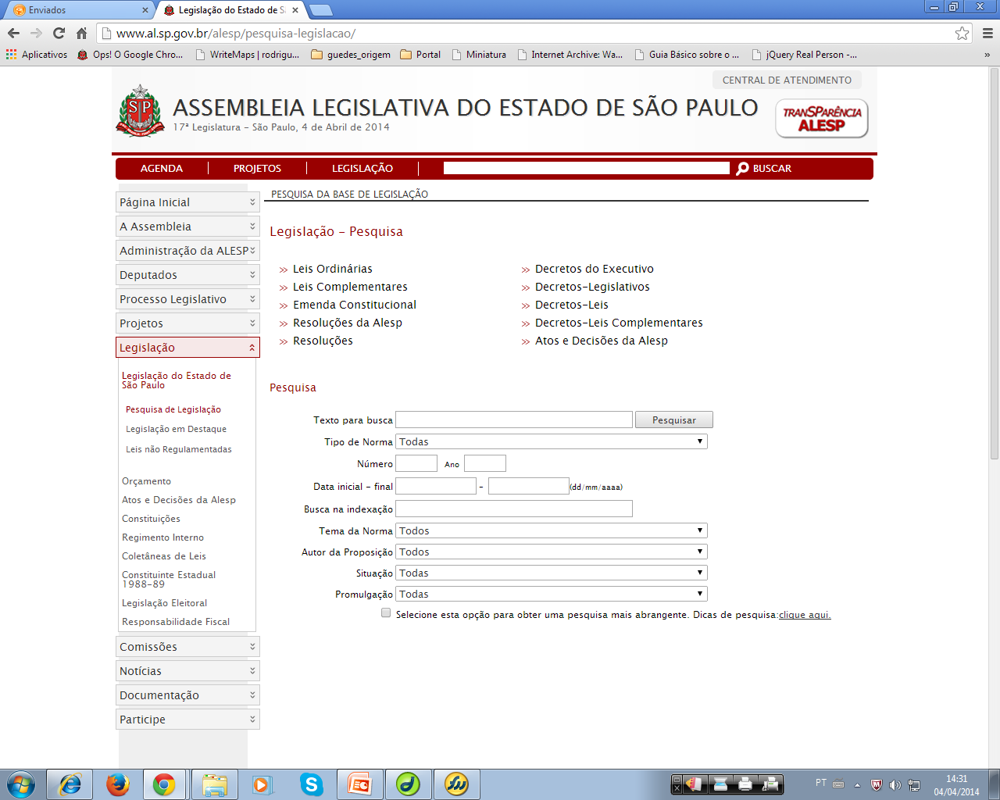 Enviados
Legislação do Estado de S
www.al.sp.gov.br/alesp/pesquisa-legislacao/
Aplicativos
Ops! O Google Chro...
WriteMaps | rodrigu...
guedes_origem
Portal
Miniatura
Internet Archive: Wa...
Guia Básico sobre o ...
jQuery Real Person -...
»
CENTRAL DE ATENDIMENTO
ASSEMBLEIA LEGISLATIVA DO ESTADO DE SÃO PAULO
17ª Legislatura - São Paulo, 4 de Abril de 2014
SP
TRANSPARÊNCIA
ALESP
AGENDA
PROJETOS
LEGISLAÇÃO
BUSCAR
Página Inicial
A Assembleia
Administração da ALESP
Deputados
Processo Legislativo
Projetos
Legislação
Legislação do Estado de
São Paulo
Pesquisa de Legislação
Legislação em Destaque
Leis não Regulamentadas
Orçamento
Atos e Decisões da Alesp
Constituições
Regimento Interno
Coletâneas de Leis
Constituinte Estadual
1988-89
Legislação Eleitoral
Responsabilidade Fiscal
Comissões
Notícias
Documentação
Participe
PESQUISA DA BASE DE LEGISLAÇÃO
Legislação - Pesquisa
Leis Ordinárias
Leis Complementares
Emenda Constitucional
Resoluções da Alesp
Resoluções
Decretos do Executivo
Decretos-Legislativos
Decretos-Leis
Decretos-Leis Complementares
Atos e Decisões da Alesp
Pesquisa
Texto para busca
Pesquisar
Tipo de Norma Todas
Número Ano
Data inicial - final - (dd/mm/aaaa)
Busca na indexação
Tema da Norma Todos
Autor da Proposição Todos
Situação Todas
Promulgação Todas
Selecione esta opção para obter uma pesquisa mais abrangente. Dicas de pesquisa:clique aqui.
PT
14:31
04/04/2014